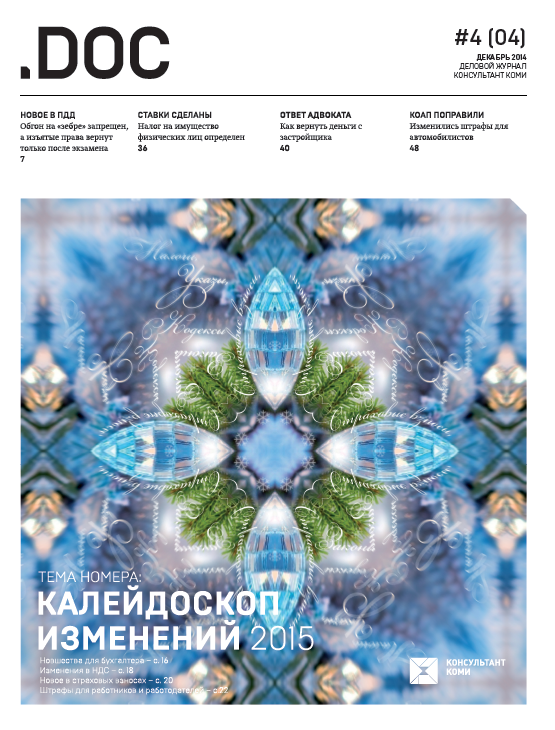 .DOC
#4 (04)
ДЕКАБРЬ 2014
ДЕЛОВОЙ ЖУРНАЛ
КОНСУЛЬТАНТ КОМИ
НОВОЕ В ПДД
Обгон на «зебре» запрещен,
а изъятые права вернут
только после экзамена
7
СТАВКИ СДЕЛАНЫ
Налог на имущество
физических лиц определен
36
ОТВЕТ АДВОКАТА
Как вернуть деньги с
застройщика
40
КОАП ПОПРАВИЛИ
Изменились штрафы для
автомобилистов
48
ТЕМА НОМЕРА:
КАЛЕЙДОСКОП
ИЗМЕНЕНИЙ 2015
Новшества для бухгалтера – с. 16
Изменения в НДС – с. 18
Новое в страховых взносах – с. 20
Штрафы для работников и работодателей – с.22
КОНСУЛЬТАНТ
КОМИ